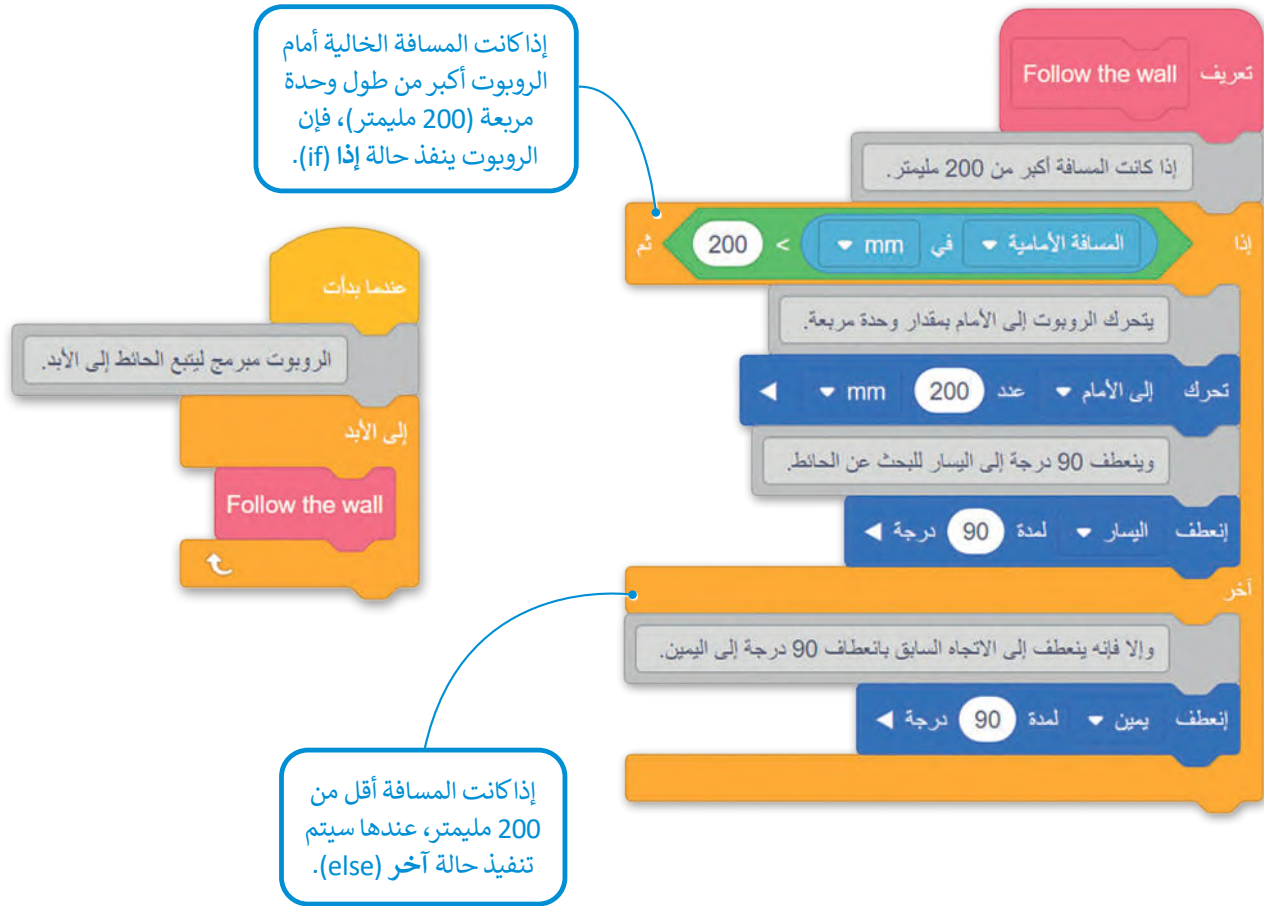 إذا كانت المسافة الخالية أمام
الروبوت أكبر من طول وحدة
مربعة (200 مليمتر)، فإن
الروبوت ينفذ حالة إذا (if).
تعريف Follow the wall
إذا كانت المسافة أكبر من 200 مليمتر.
إذا المسافة الأمامية في mm > 200 ثم
يتحرك الروبوت إلى الأمام بمقدار وحدة مربعة.
تحرك إلى الأمام عدد 200 mm
وينعطف 90 درجة إلى اليسار للبحث عن الحائط.
إنعطف اليسار لمدة 90 درجة
آخر
وإلا فإنه ينعطف إلى الاتجاه السابق بانعطاف 90 درجة إلى اليمين.
إنعطف يمين لمدة 90 درجة
عندما بدأت
الروبوت مبرمج ليتبع الحائط إلى الأبد.
إلى الأبد
Follow the wall
إذا كانت المسافة أقل من
200 مليمتر، عندها سيتم
تنفيذ حالة آخر (else).